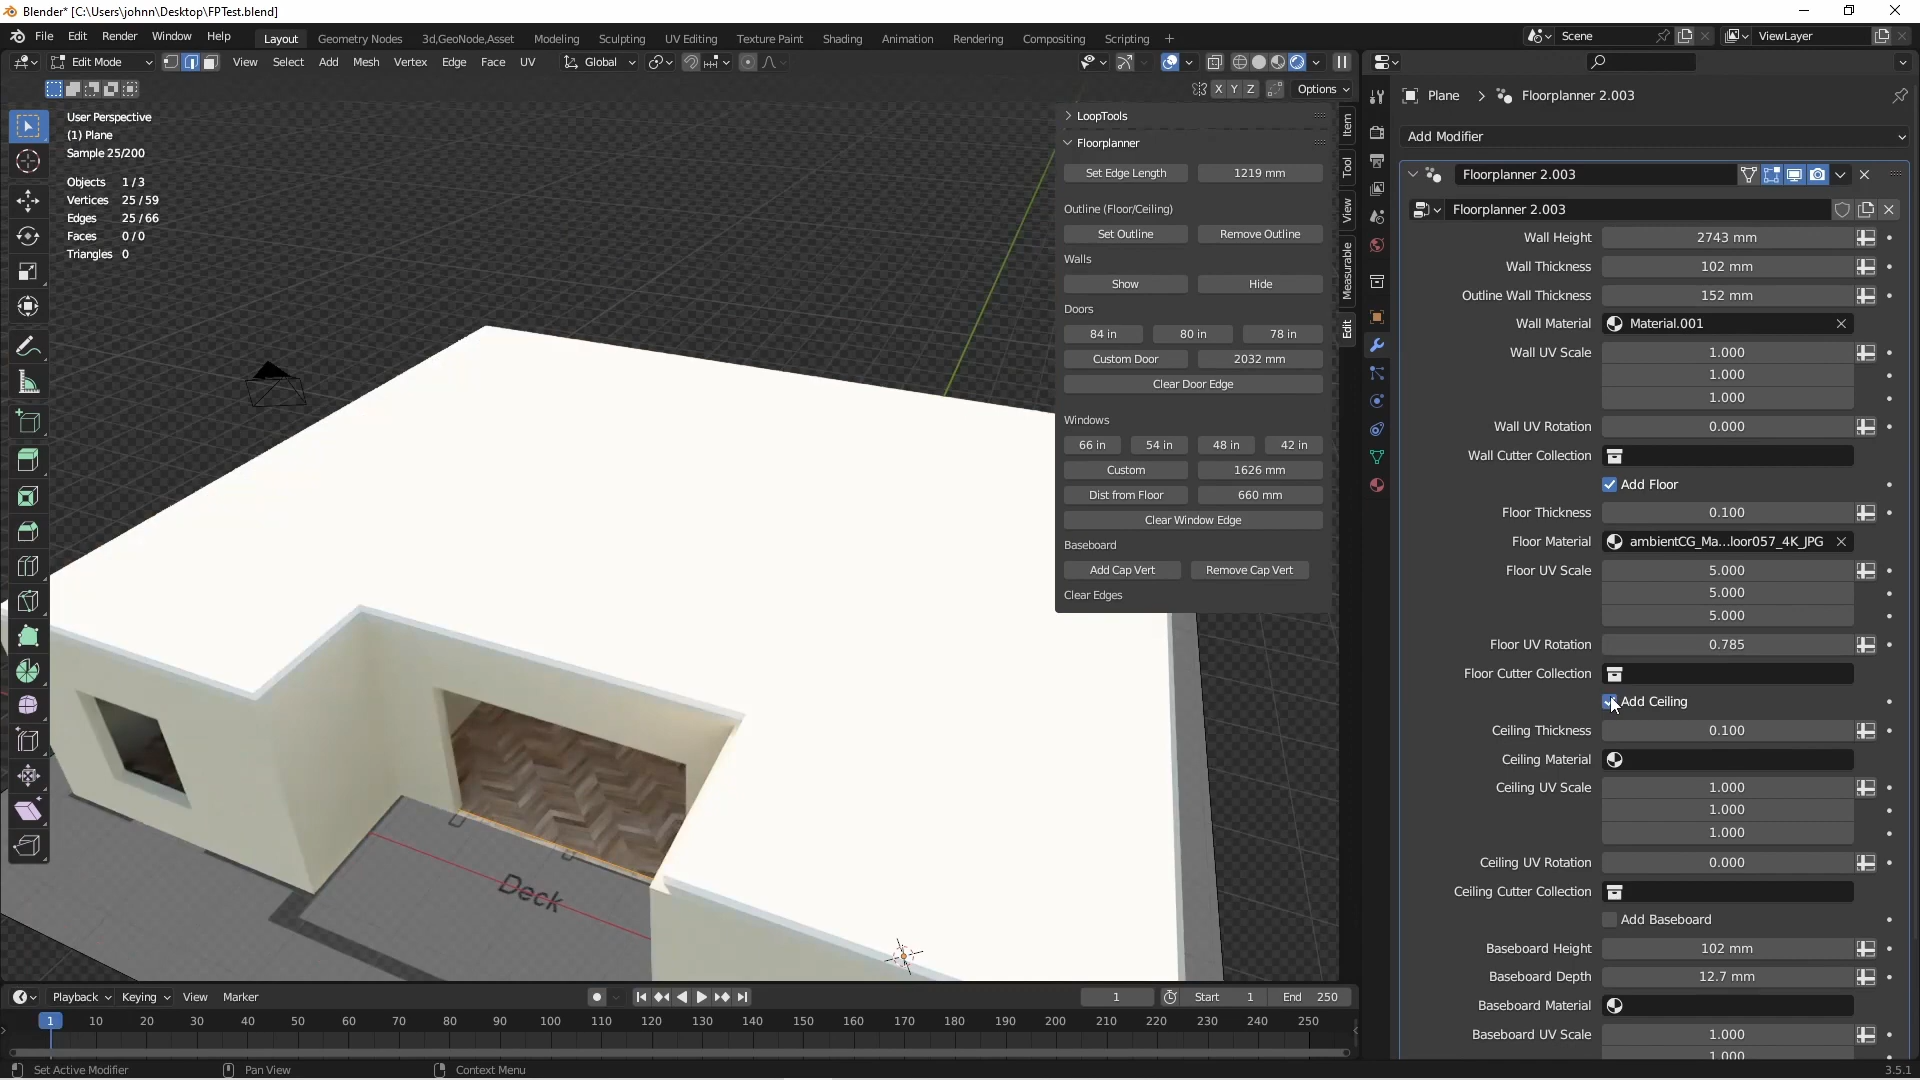 Blender* [C:\Users\johnn\Desktop\FPTest.blend]
File Edit Render Window Help Layout Geometry Nodes 3d,GeoNode,Asset Modeling Sculpting UV Editing Texture Paint Shading Animation Rendering Compositing Scripting + Scene ViewLayer
Edit Mode View Select Add Mesh Vertex Edge Face UV Global
X Y Z Options
User Perspective
(1) Plane
Sample 25/200
Objects 1/3
Vertices 25/59
Edges 25/66
Faces 0/0
Triangles 0
Deck
LoopTools
Floorplanner
Set Edge Length 1219 mm
Outline (Floor/Ceiling)
Set Outline Remove Outline
Walls
Show Hide
Doors
84 in 80 in 78 in
Custom Door 2032 mm
Clear Door Edge
Windows
66 in 54 in 48 in 42 in
Custom 1626 mm
Dist from Floor 660 mm
Clear Window Edge
Baseboard
Add Cap Vert Remove Cap Vert
Clear Edges
Item
Tool
View
Measurable
Edit
Plane > Floorplanner 2.003
Add Modifier
Floorplanner 2.003
Floorplanner 2.003
Wall Height 2743 mm
Wall Thickness 102 mm
Outline Wall Thickness 152 mm
Wall Material Material.001
Wall UV Scale 1.000
1.000
1.000
Wall UV Rotation 0.000
Wall Cutter Collection
Add Floor
Floor Thickness 0.100
Floor Material ambientCG_Ma...loor057_4K_JPG
Floor UV Scale 5.000
5.000
5.000
Floor UV Rotation 0.785
Floor Cutter Collection
Add Ceiling
Ceiling Thickness 0.100
Ceiling Material
Ceiling UV Scale 1.000
1.000
1.000
Ceiling UV Rotation 0.000
Ceiling Cutter Collection
Add Baseboard
Baseboard Height 102 mm
Baseboard Depth 12.7 mm
Baseboard Material
Baseboard UV Scale 1.000
1.000
Playback Keying View Marker 1 Start 1 End 250
1 10 20 30 40 50 60 70 80 90 100 110 120 130 140 150 160 170 180 190 200 210 220 230 240 250
Set Active Modifier Pan View Context Menu 3.5.1